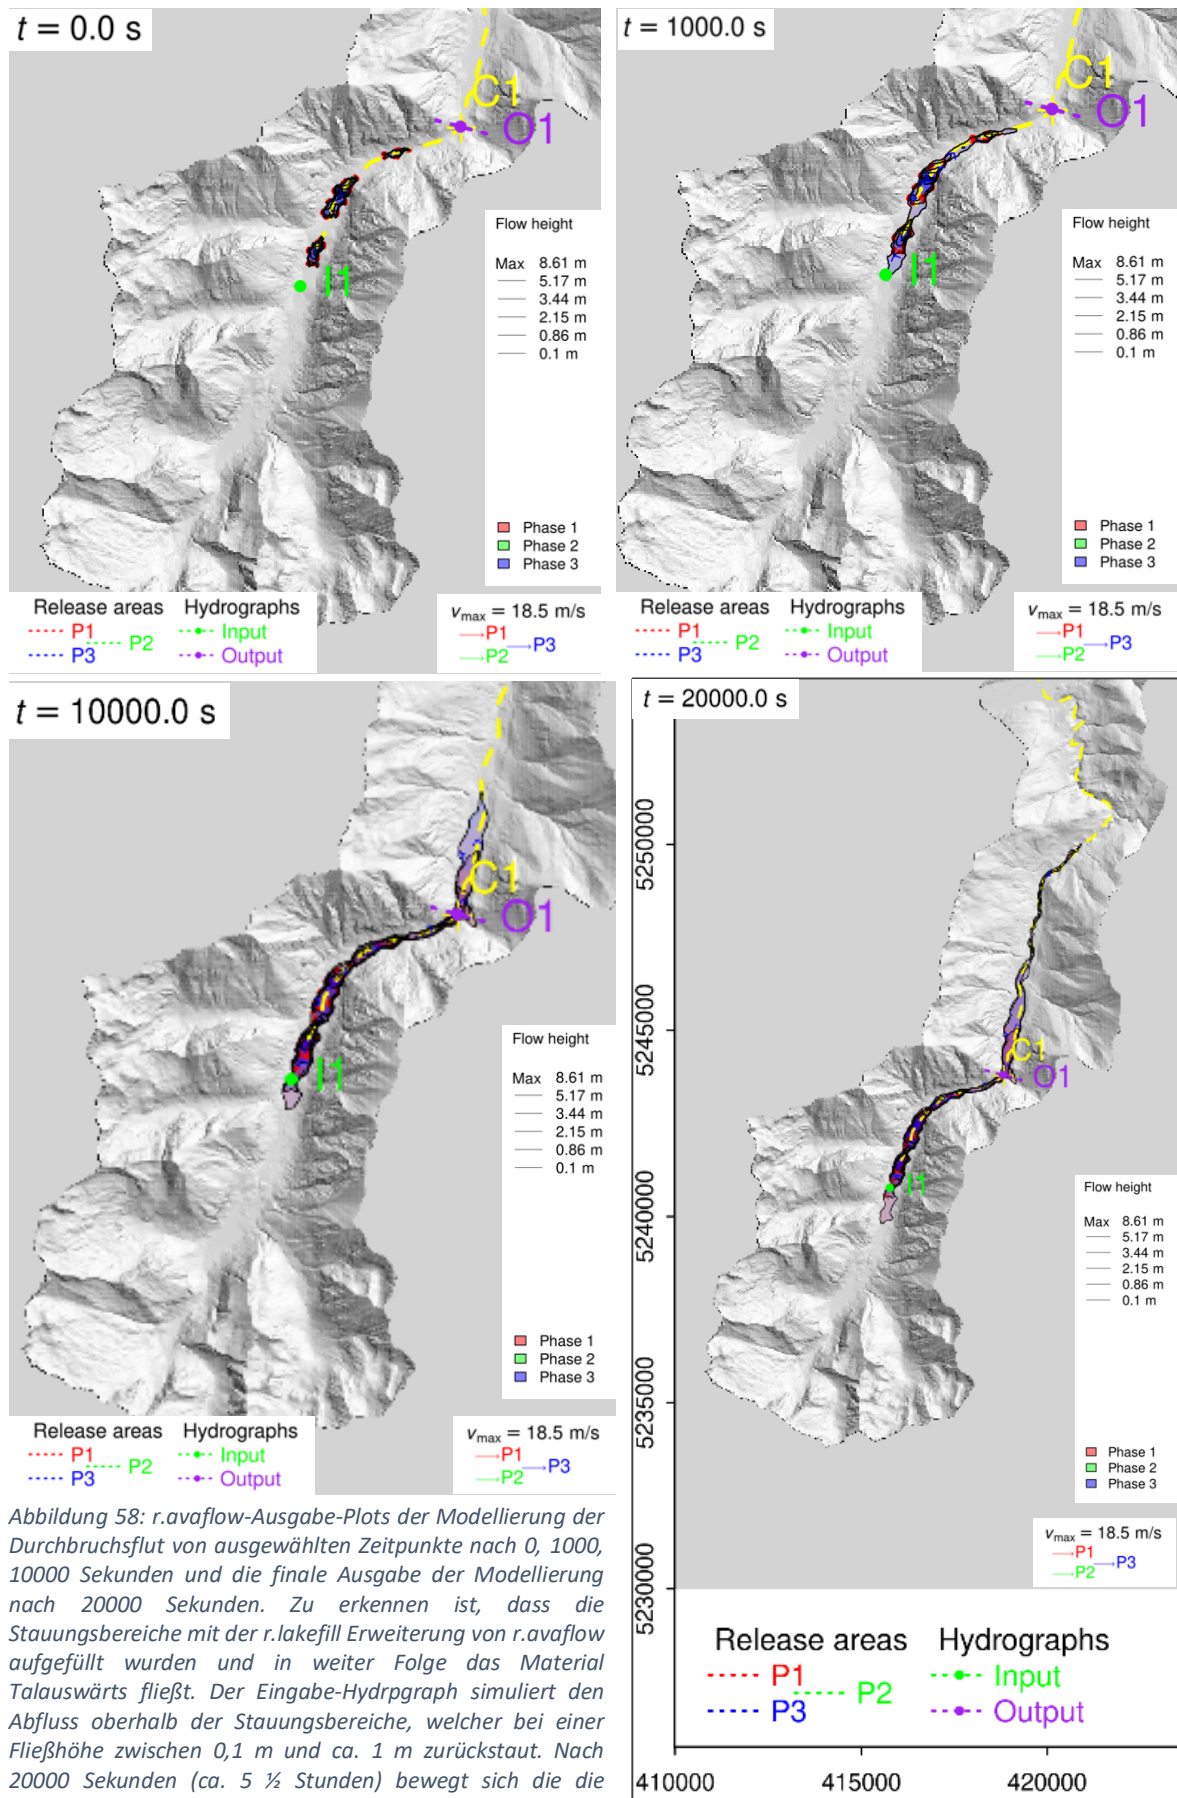 t = 0.0 s
C1
O1
I1
Flow height
Max 8.61 m
5.17 m
3.44 m
2.15 m
0.86 m
0.1 m
Phase 1
Phase 2
Phase 3
Release areas Hydrographs
P1 P2 Input
P3 Output
vmax = 18.5 m/s
P1
P3
P2
t = 1000.0 s
C1
O1
I1
Flow height
Max 8.61 m
5.17 m
3.44 m
2.15 m
0.86 m
0.1 m
Phase 1
Phase 2
Phase 3
Release areas Hydrographs
P1 P2 Input
P3 Output
vmax = 18.5 m/s
P1
P3
P2
t = 10000.0 s
C1
O1
I1
Flow height
Max 8.61 m
5.17 m
3.44 m
2.15 m
0.86 m
0.1 m
Phase 1
Phase 2
Phase 3
Release areas Hydrographs
P1 P2 Input
P3 Output
vmax = 18.5 m/s
P1
P3
P2
t = 20000.0 s
5250000
5245000
5240000
5235000
5230000
C1
O1
I1
Flow height
Max 8.61 m
5.17 m
3.44 m
2.15 m
0.86 m
0.1 m
Phase 1
Phase 2
Phase 3
vmax = 18.5 m/s
P1
P3
P2
Release areas Hydrographs
P1 P2 Input
P3 Output
410000 415000 420000
Abbildung 58: r.avaflow-Ausgabe-Plots der Modellierung der
Durchbruchsflut von ausgewählten Zeitpunkte nach 0, 1000,
10000 Sekunden und die finale Ausgabe der Modellierung
nach 20000 Sekunden. Zu erkennen ist, dass die
Stauungsbereiche mit der r.lakefill Erweiterung von r.avaflow
aufgefüllt wurden und in weiter Folge das Material
Talauswärts fließt. Der Eingabe-Hydrpgraph simuliert den
Abfluss oberhalb der Stauungsbereiche, welcher bei einer
Fließhöhe zwischen 0,1 m und ca. 1 m zurückstaut. Nach
20000 Sekunden (ca. 5 ½ Stunden) bewegt sich die die